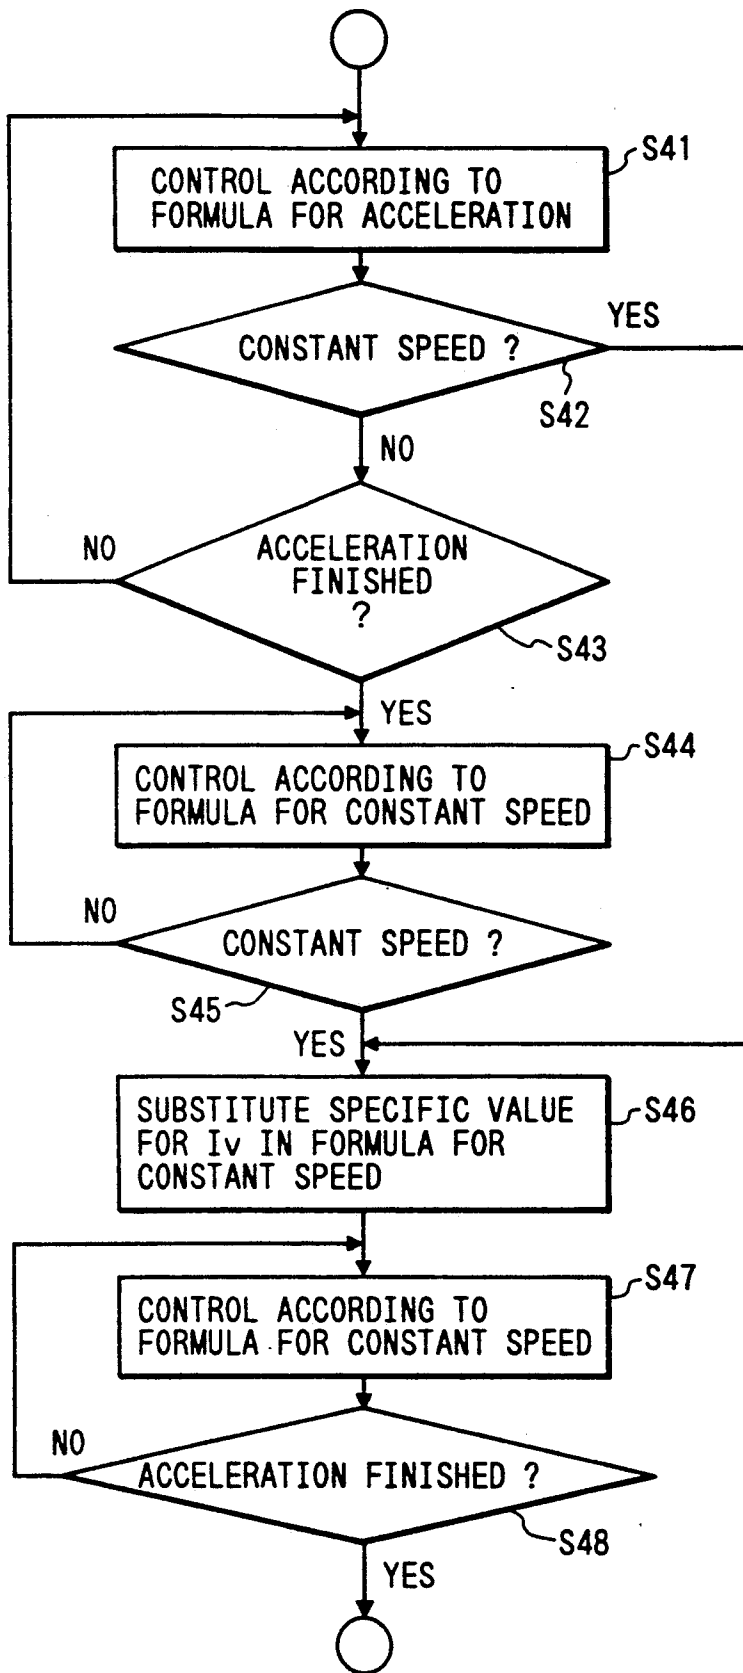 S41
CONTROL ACCORDING TO
FORMULA FOR ACCELERATION
YES
CONSTANT SPEED ?
S42
NO
NO
ACCELERATION
FINISHED
?
S43
YES
S44
CONTROL ACCORDING TO
FORMULA FOR CONSTANT SPEED
NO
CONSTANT SPEED ?
S45
YES
S46
SUBSTITUTE SPECIFIC VALUE
FOR Iv IN FORMULA FOR
CONSTANT SPEED
S47
CONTROL ACCORDING TO
FORMULA FOR CONSTANT SPEED
NO
ACCELERATION FINISHED ?
S48
YES